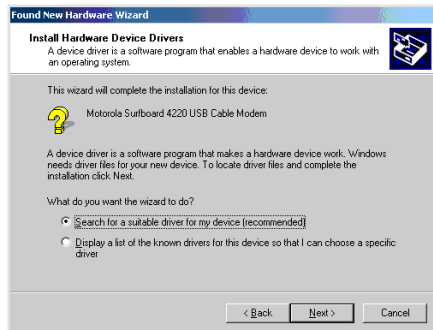 Found New Hardware Wizard
Install Hardware Device Drivers
A device driver is a software program that enables a hardware device to work with
an operating system.
This wizard will complete the installation for this device:
Motorola Surfboard 4220 USB Cable Modem
A device driver is a software program that makes a hardware device work. Windows
needs driver files for your new device. To locate driver files and complete the
installation click Next.
What do you want the wizard to do?
Search for a suitable driver for my device (recommended)
Display a list of the known drivers for this device so that I can choose a specific
driver
< Back Next > Cancel